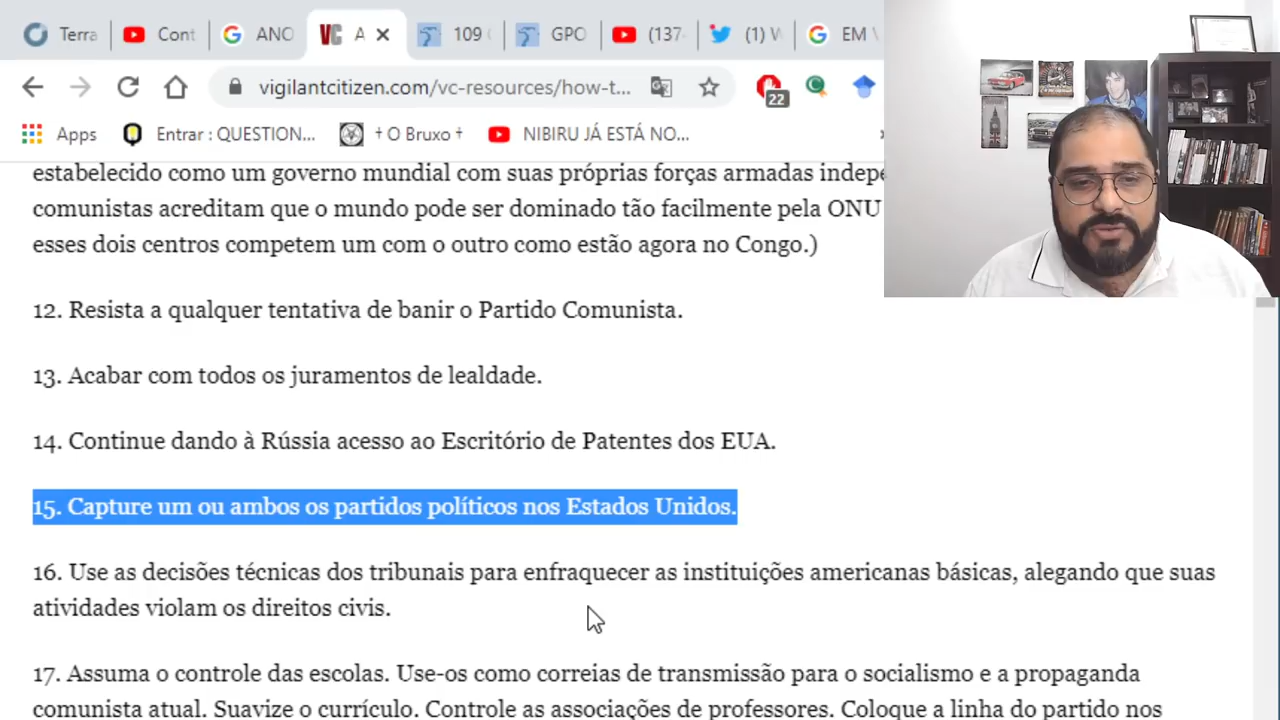 Terra
Cont
ANO
A
109
GPO
(137-
(1) V
EM
vigilantcitizen.com/vc-resources/how-t...
22
Apps
Entrar : QUESTION...
† O Bruxo †
NIBIRU JÁ ESTÁ NO...
estabelecido como um governo mundial com suas próprias forças armadas indepe
comunistas acreditam que o mundo pode ser dominado tão facilmente pela ONU
esses dois centros competem um com o outro como estão agora no Congo.)
12. Resista a qualquer tentativa de banir o Partido Comunista.
13. Acabar com todos os juramentos de lealdade.
14. Continue dando à Rússia acesso ao Escritório de Patentes dos EUA.
15. Capture um ou ambos os partidos políticos nos Estados Unidos.
16. Use as decisões técnicas dos tribunais para enfraquecer as instituições americanas básicas, alegando que suas
atividades violam os direitos civis.
17. Assuma o controle das escolas. Use-os como correias de transmissão para o socialismo e a propaganda
comunista atual. Suavize o currículo. Controle as associações de professores. Coloque a linha do partido nos